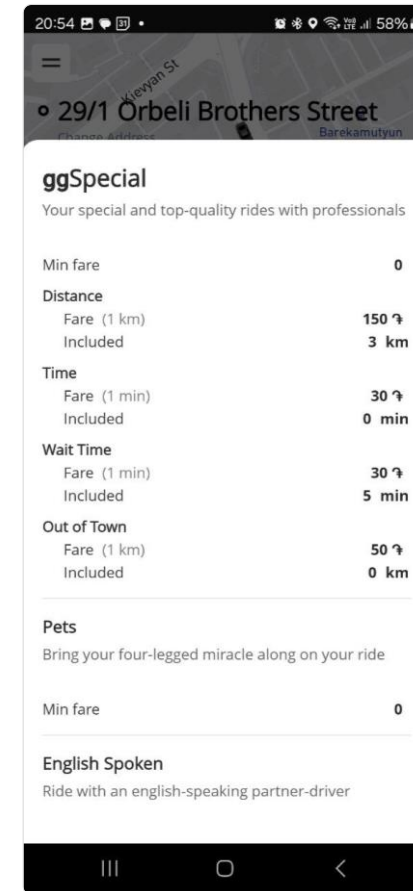 20:54 31 • LTE 58%
Kievyan St
29/1 Orbeli Brothers Street
Change Address Barekamutyun
ggSpecial
Your special and top-quality rides with professionals
Min fare 0
Distance
Fare (1 km) 150 ֏
Included 3 km
Time
Fare (1 min) 30 ֏
Included 0 min
Wait Time
Fare (1 min) 30 ֏
Included 5 min
Out of Town
Fare (1 km) 50 ֏
Included 0 km
Pets
Bring your four-legged miracle along on your ride
Min fare 0
English Spoken
Ride with an english-speaking partner-driver